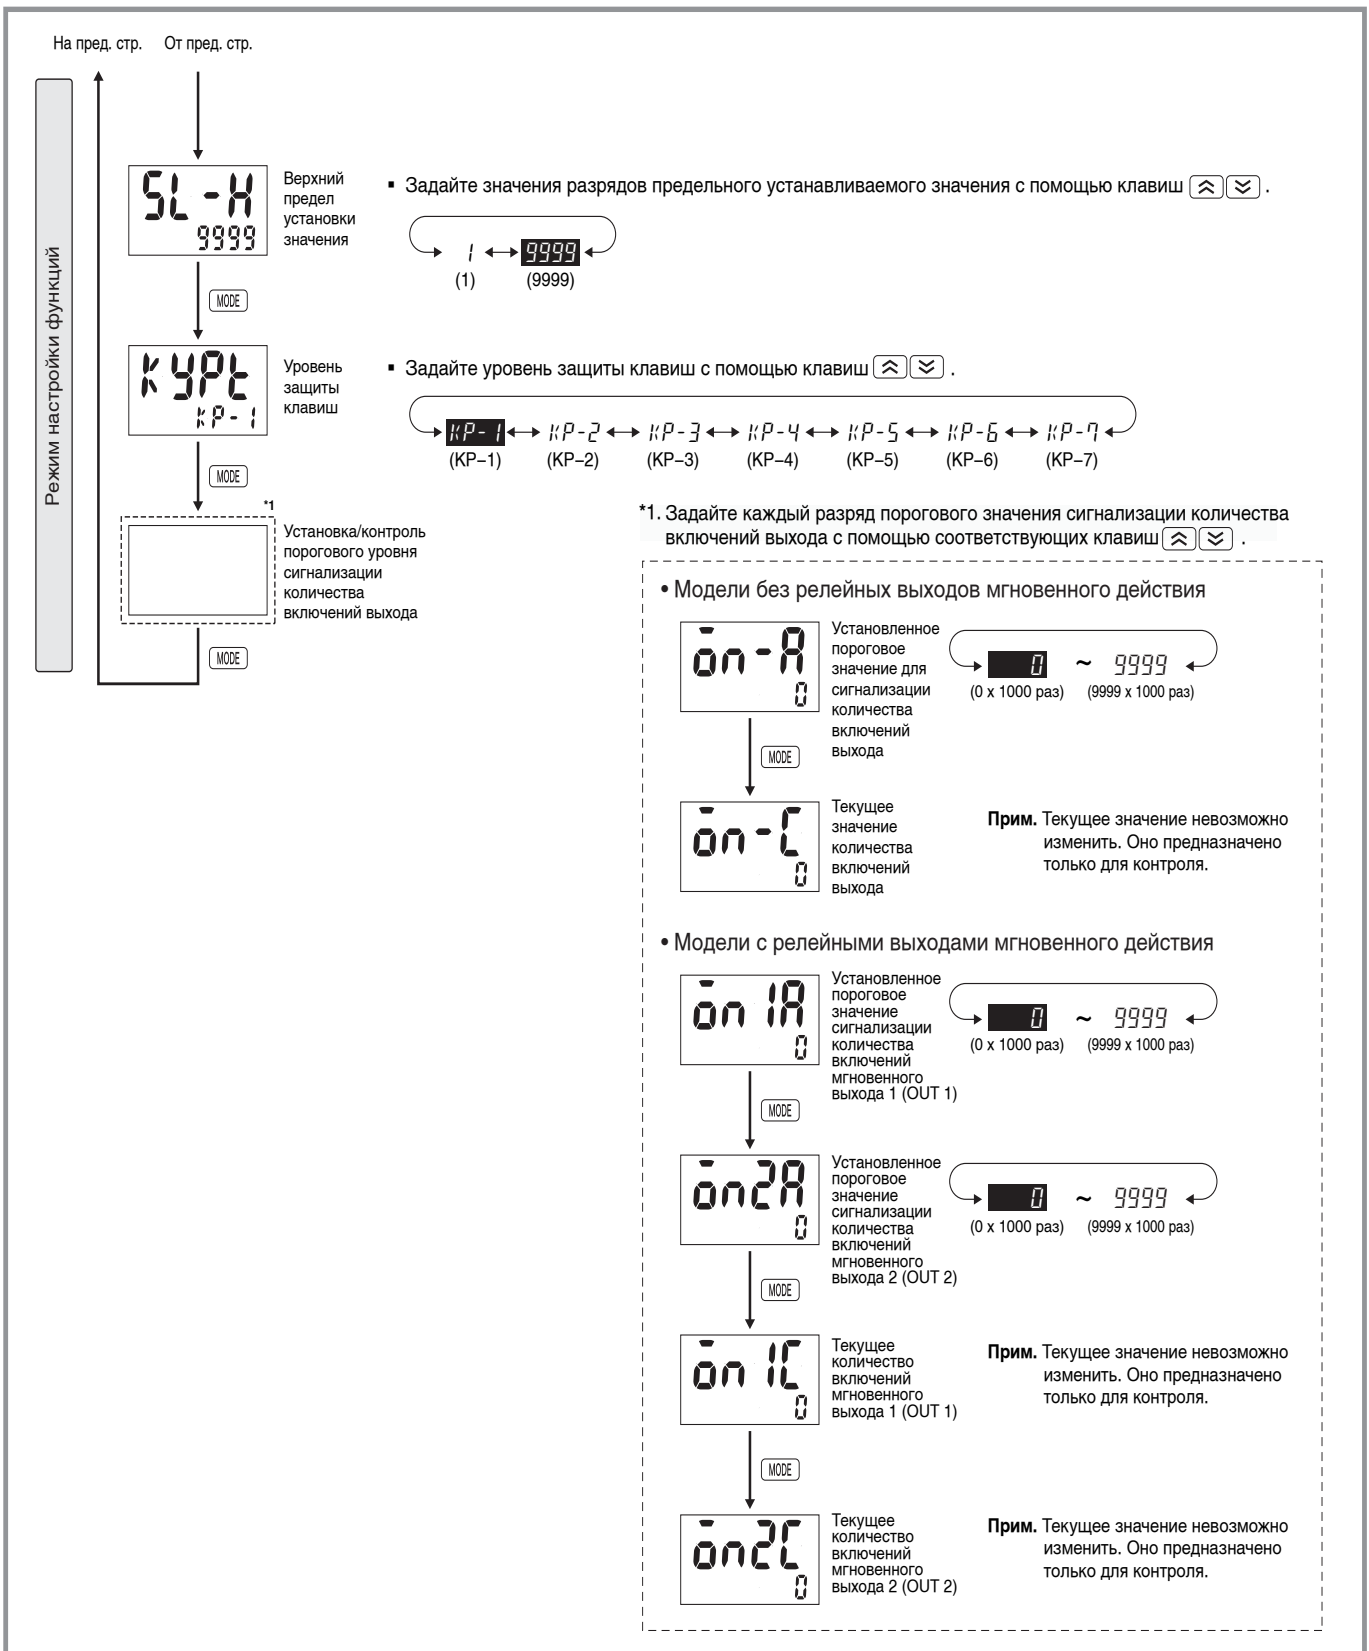 На пред. стр. От пред. стр.
Режим настройки функций
SL-H
9999
Верхний
предел
установки
значения
▪ Задайте значения разрядов предельного устанавливаемого значения с помощью клавиш .
1 9999
(1) (9999)
MODE
KYPt
KP-1
Уровень
защиты
клавиш
▪ Задайте уровень защиты клавиш с помощью клавиш .
KP-1 KP-2 KP-3 KP-4 KP-5 KP-6 KP-7
(KP–1) (KP–2) (KP–3) (KP–4) (KP–5) (KP–6) (KP–7)
MODE
*1
Установка/контроль
порогового уровня
сигнализации
количества
включений выхода
MODE
*1. Задайте каждый разряд порогового значения сигнализации количества
включений выхода с помощью соответствующих клавиш .
• Модели без релейных выходов мгновенного действия
on-A
0
Установленное
пороговое
значение для
сигнализации
количества
включений
выхода
0 ~ 9999
(0 x 1000 раз) (9999 x 1000 раз)
MODE
on-C
0
Текущее
значение
количества
включений
выхода
Прим. Текущее значение невозможно
изменить. Оно предназначено
только для контроля.
• Модели с релейными выходами мгновенного действия
on1A
0
Установленное
пороговое
значение
сигнализации
количества
включений
мгновенного
выхода 1 (OUT 1)
0 ~ 9999
(0 x 1000 раз) (9999 x 1000 раз)
MODE
on2A
0
Установленное
пороговое
значение
сигнализации
количества
включений
мгновенного
выхода 2 (OUT 2)
0 ~ 9999
(0 x 1000 раз) (9999 x 1000 раз)
MODE
on1C
0
Текущее
количество
включений
мгновенного
выхода 1 (OUT 1)
Прим. Текущее значение невозможно
изменить. Оно предназначено
только для контроля.
MODE
on2C
0
Текущее
количество
включений
мгновенного
выхода 2 (OUT 2)
Прим. Текущее значение невозможно
изменить. Оно предназначено
только для контроля.